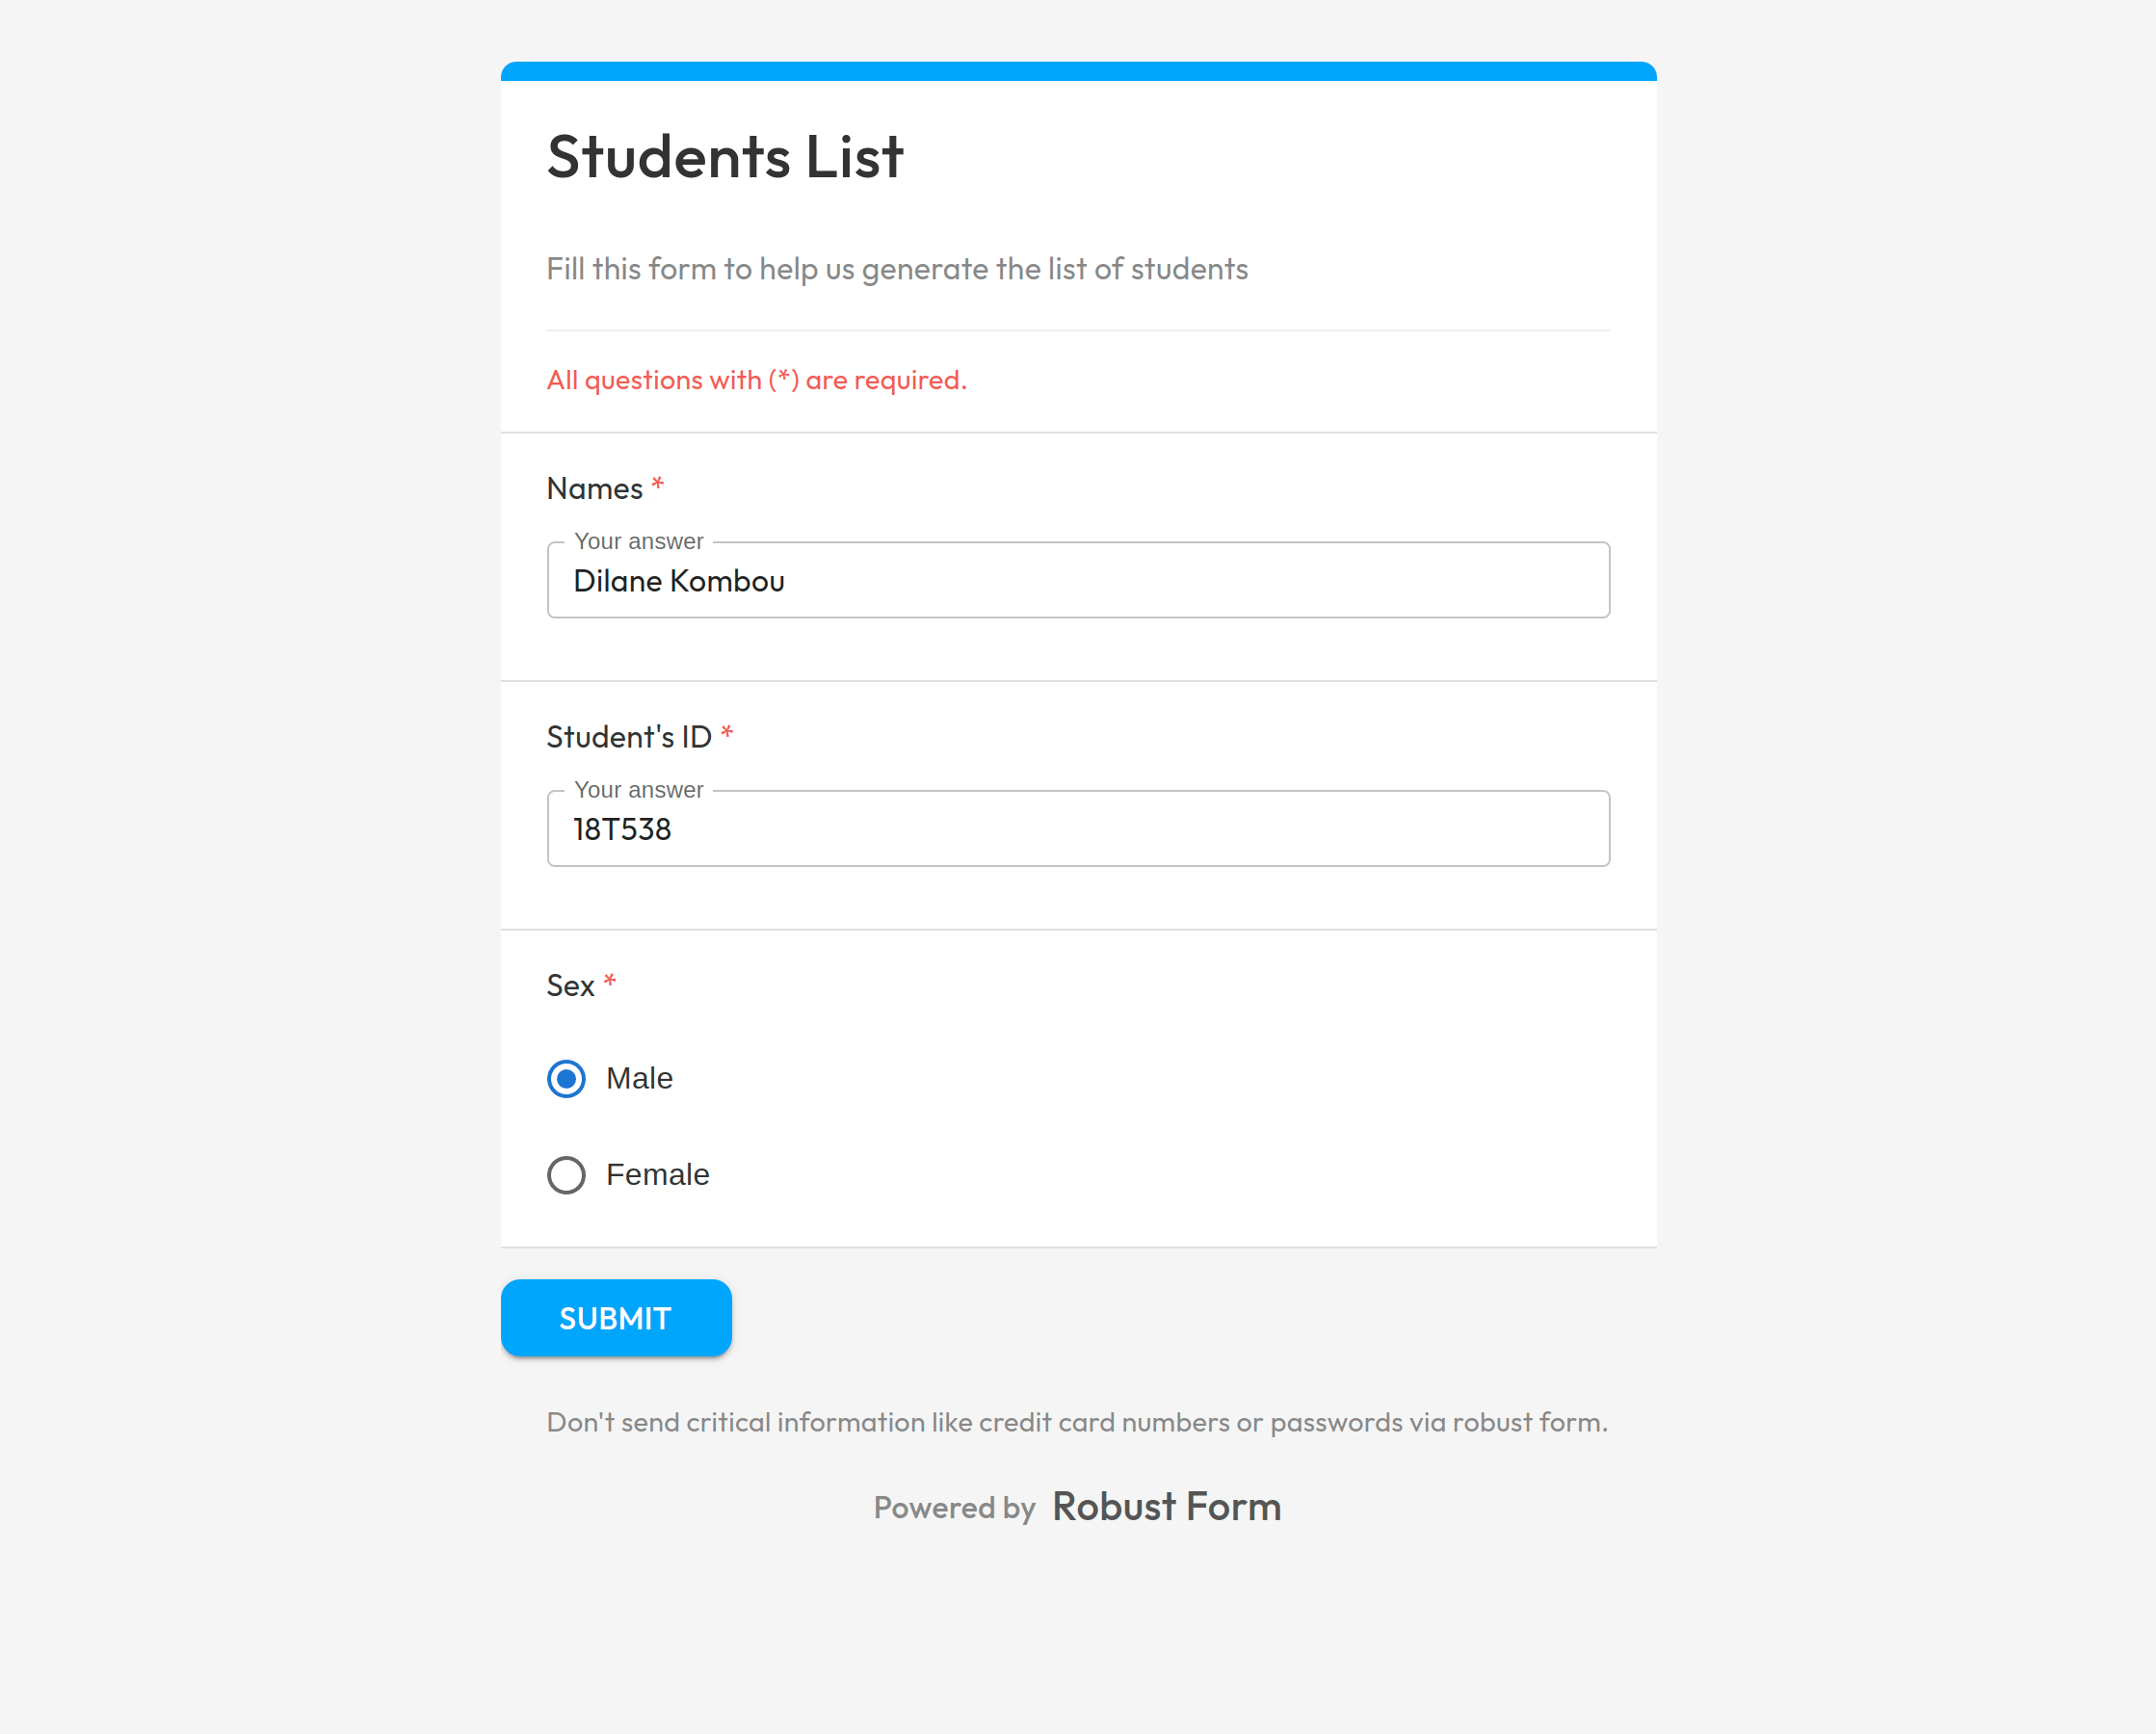 Students List
Fill this form to help us generate the list of students
All questions with (*) are required.
Names *
Your answer
Dilane Kombou
Student's ID *
Your answer
18T538
Sex *
Male
Female
SUBMIT
Don't send critical information like credit card numbers or passwords via robust form.
Powered by Robust Form